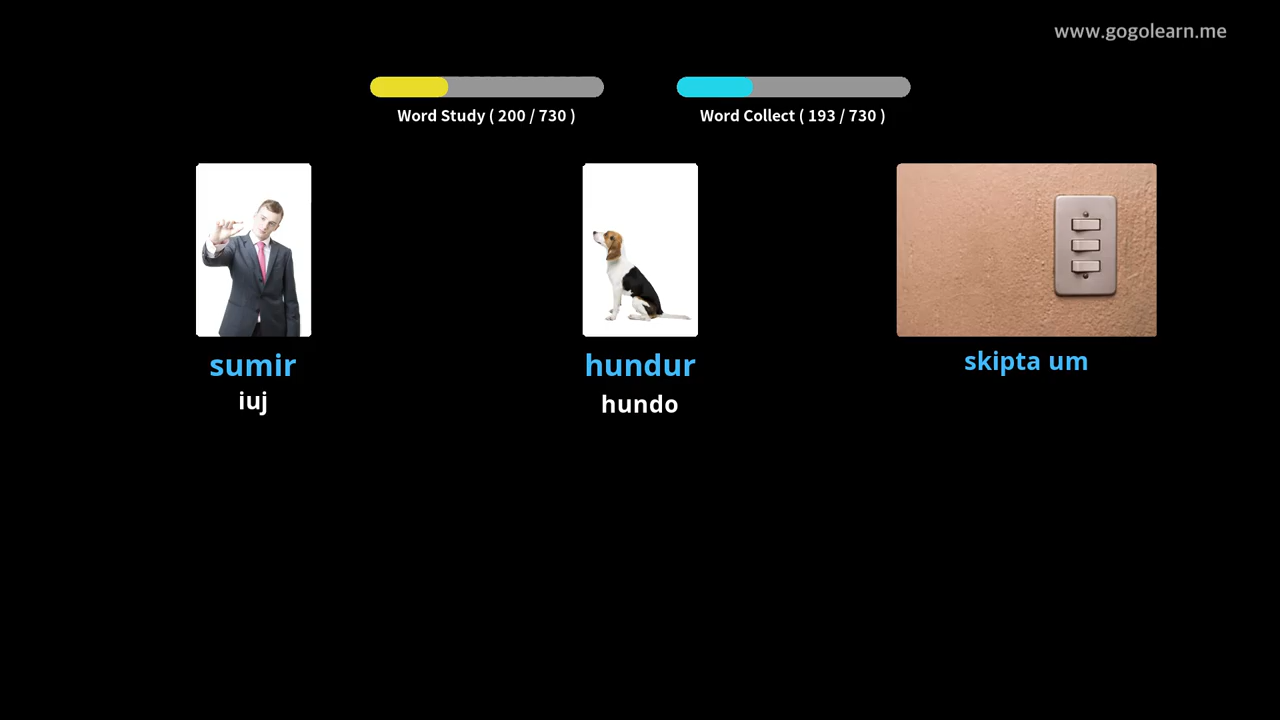 www.gogolearn.me
Word Study ( 200 / 730 )
Word Collect ( 193 / 730 )
sumir
iuj
hundur
hundo
skipta um